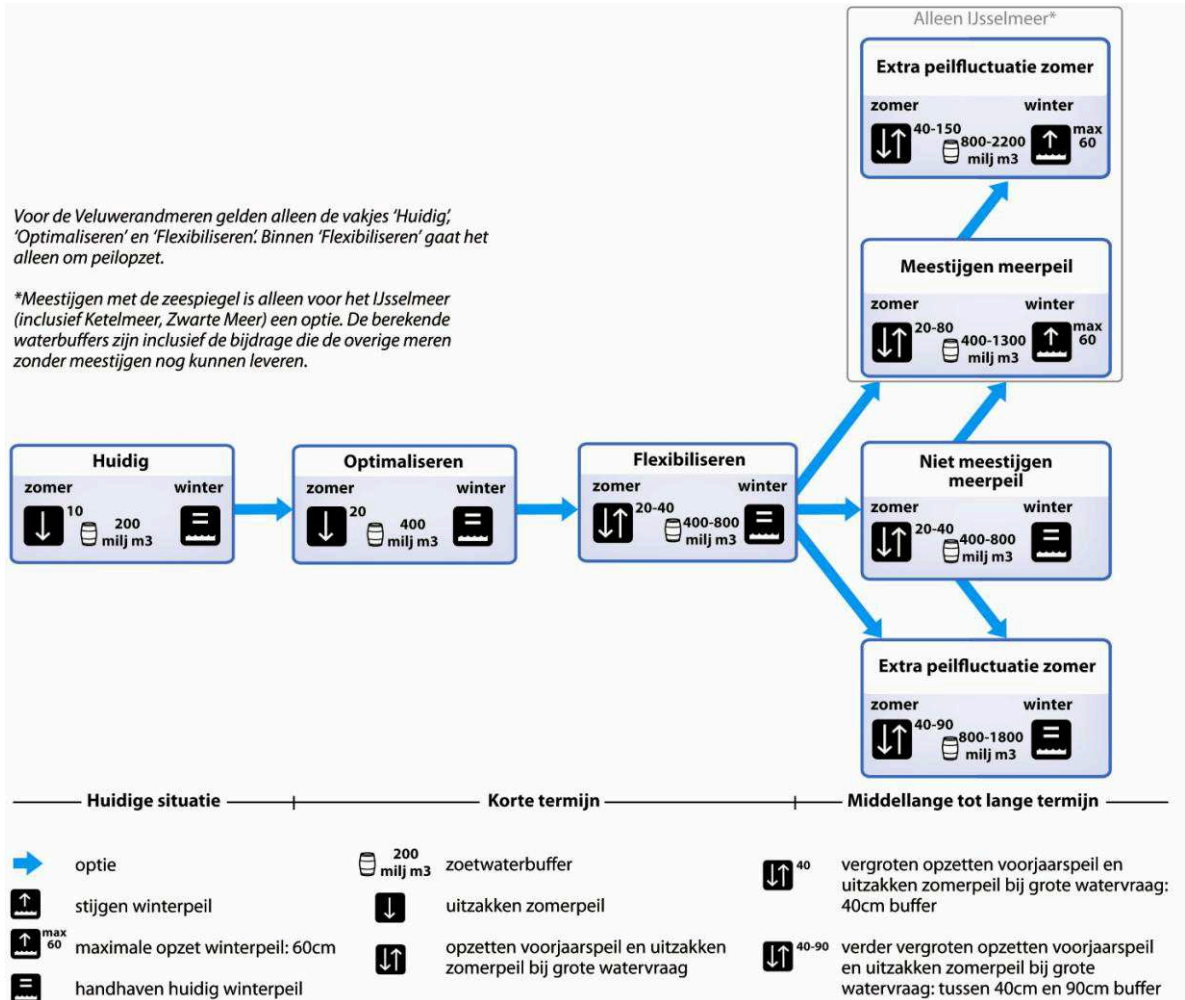 Alleen IJsselmeer*
Extra peilfluctuatie zomer
zomer winter
40-150 800-2200 milj m3 max 60
Voor de Veluwerandmeren gelden alleen de vakjes 'Huidig',
'Optimaliseren' en 'Flexibiliseren'. Binnen 'Flexibiliseren' gaat het
alleen om peilopzet.
*Meestijgen met de zeespiegel is alleen voor het IJsselmeer
(inclusief Ketelmeer, Zwarte Meer) een optie. De berekende
waterbuffers zijn inclusief de bijdrage die de overige meren
zonder meestijgen nog kunnen leveren.
Meestijgen meerpeil
zomer winter
20-80 400-1300 milj m3 max 60
Huidig
zomer winter
10 200 milj m3
Optimaliseren
zomer winter
20 400 milj m3
Flexibiliseren
zomer winter
20-40 400-800 milj m3
Niet meestijgen
meerpeil
zomer winter
20-40 400-800 milj m3
Extra peilfluctuatie zomer
zomer winter
40-90 800-1800 milj m3
Huidige situatie
Korte termijn
Middellange tot lange termijn
optie
stijgen winterpeil
max 60 maximale opzet winterpeil: 60cm
handhaven huidig winterpeil
200 milj m3 zoetwaterbuffer
uitzakken zomerpeil
opzetten voorjaarspeil en uitzakken
zomerpeil bij grote watervraag
40 vergroten opzetten voorjaarspeil en
uitzakken zomerpeil bij grote watervraag:
40cm buffer
40-90 verder vergroten opzetten voorjaarspeil
en uitzakken zomerpeil bij grote
watervraag: tussen 40cm en 90cm buffer